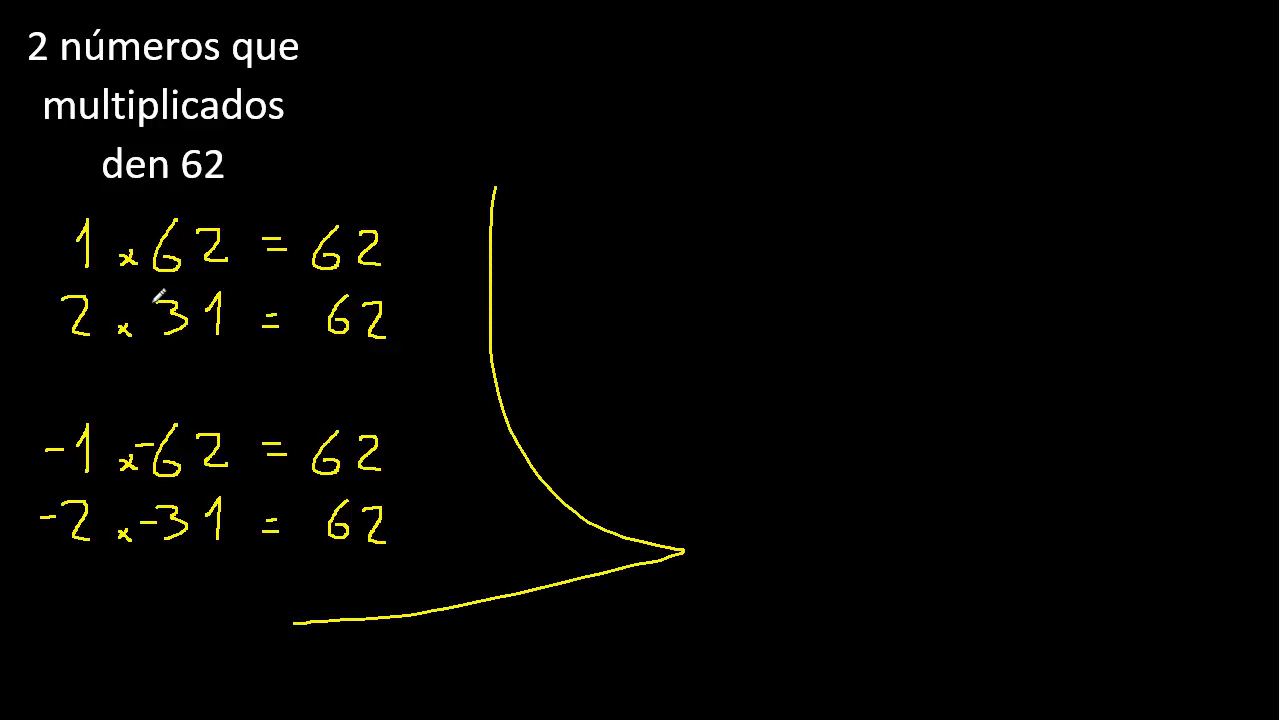 2 números que
multiplicados
den 62
1 x 62 = 62
2 x 31 = 62
-1 x -62 = 62
-2 x -31 = 62